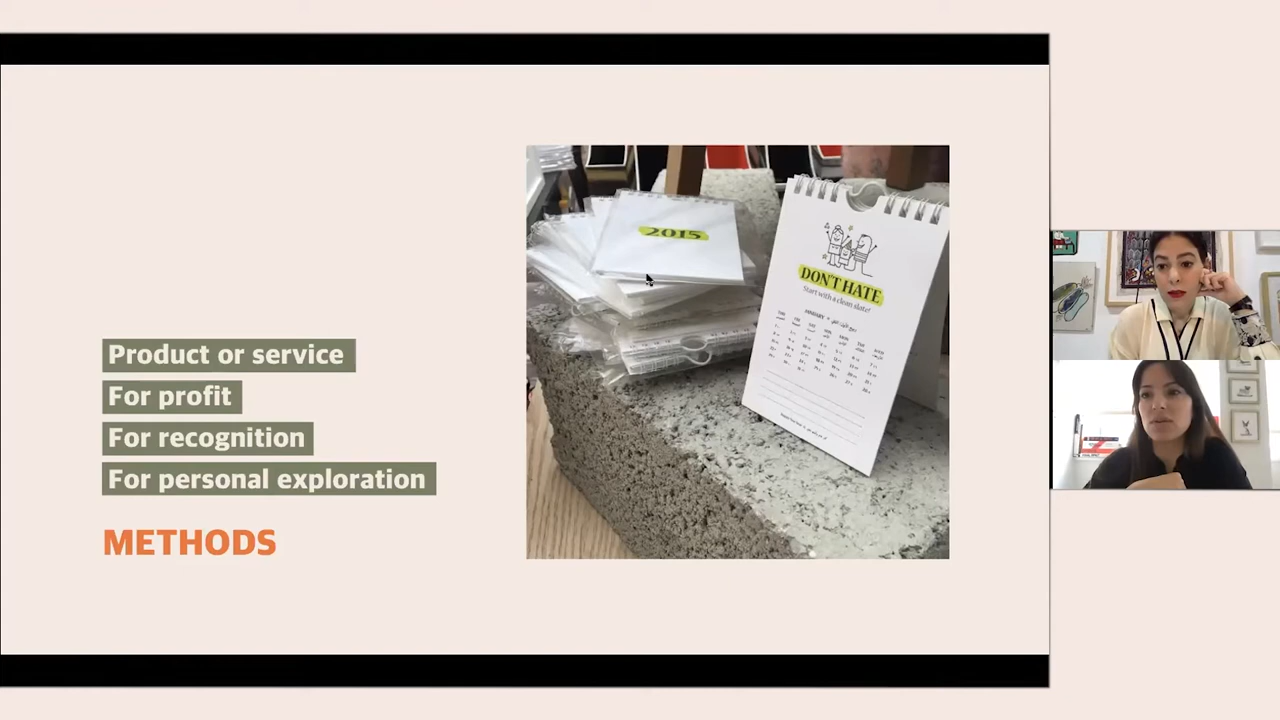 Product or service
For profit
For recognition
For personal exploration
METHODS
2015
DON'T HATE
Start with a clean slate!
JANUARY